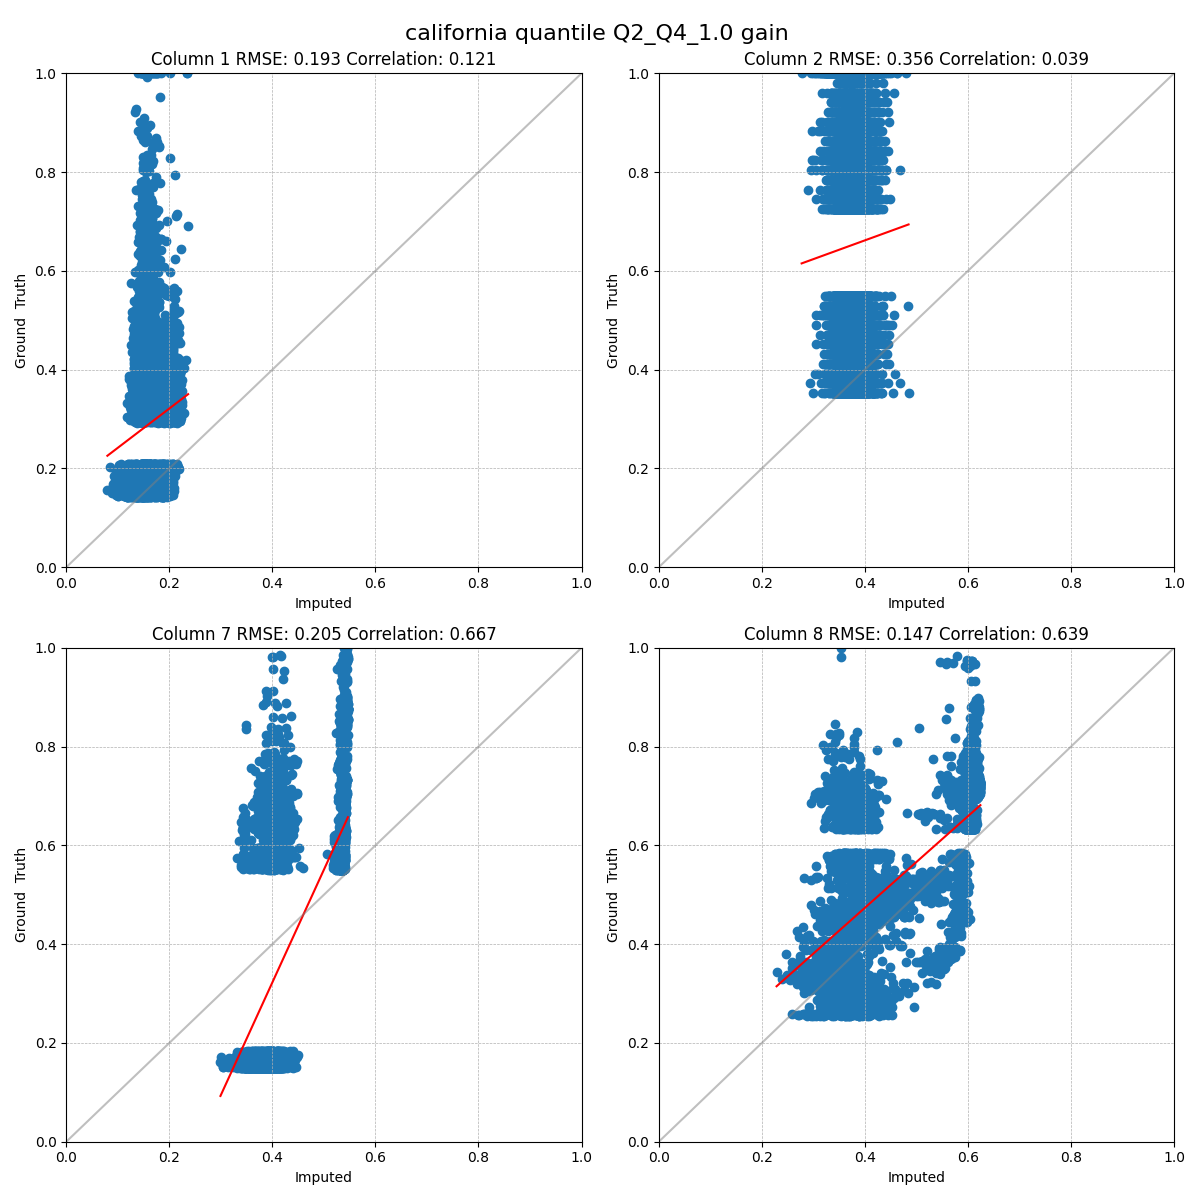 california quantile Q2_Q4_1.0 gain
Column 1 RMSE: 0.193 Correlation: 0.121
Column 2 RMSE: 0.356 Correlation: 0.039
1.0
0.8
0.6
0.4
0.2
0.0
Ground Truth
0.0 0.2 0.4 0.6 0.8 1.0
Imputed
1.0
0.8
0.6
0.4
0.2
0.0
Ground Truth
0.0 0.2 0.4 0.6 0.8 1.0
Imputed
Column 7 RMSE: 0.205 Correlation: 0.667
Column 8 RMSE: 0.147 Correlation: 0.639
1.0
0.8
0.6
0.4
0.2
0.0
Ground Truth
0.0 0.2 0.4 0.6 0.8 1.0
Imputed
1.0
0.8
0.6
0.4
0.2
0.0
Ground Truth
0.0 0.2 0.4 0.6 0.8 1.0
Imputed